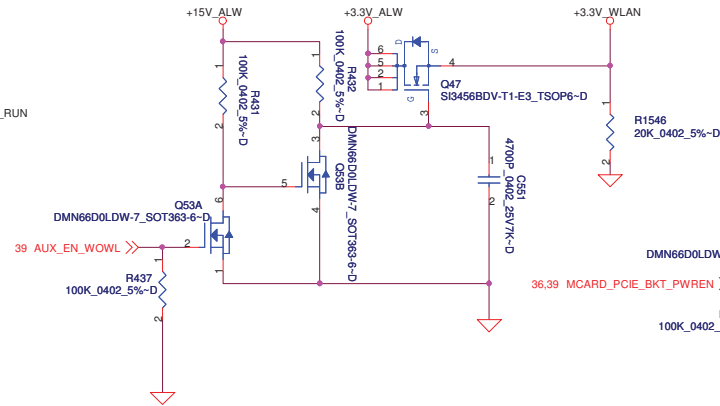 +15V_ALW
+3.3V_ALW
+3.3V_WLAN
_RUN
1
100K_0402_5%~D
R431
2
1
100K_0402_5%~D
R432
2
6
5
2
1
D
S
G
4
3
Q47
SI3456BDV-T1-E3_TSOP6~D
1
R1546
20K_0402_5%~D
2
3
DMN66D0LDW-7_SOT363-6~D
Q53B
5
4
1
4700P_0402_25V7K~D
C551
2
Q53A
DMN66D0LDW-7_SOT363-6~D
6
2
1
39 AUX_EN_WOWL
1
R437
100K_0402_5%~D
2
DMN66D0LDW
36,39 MCARD_PCIE_BKT_PWREN
100K_0402_